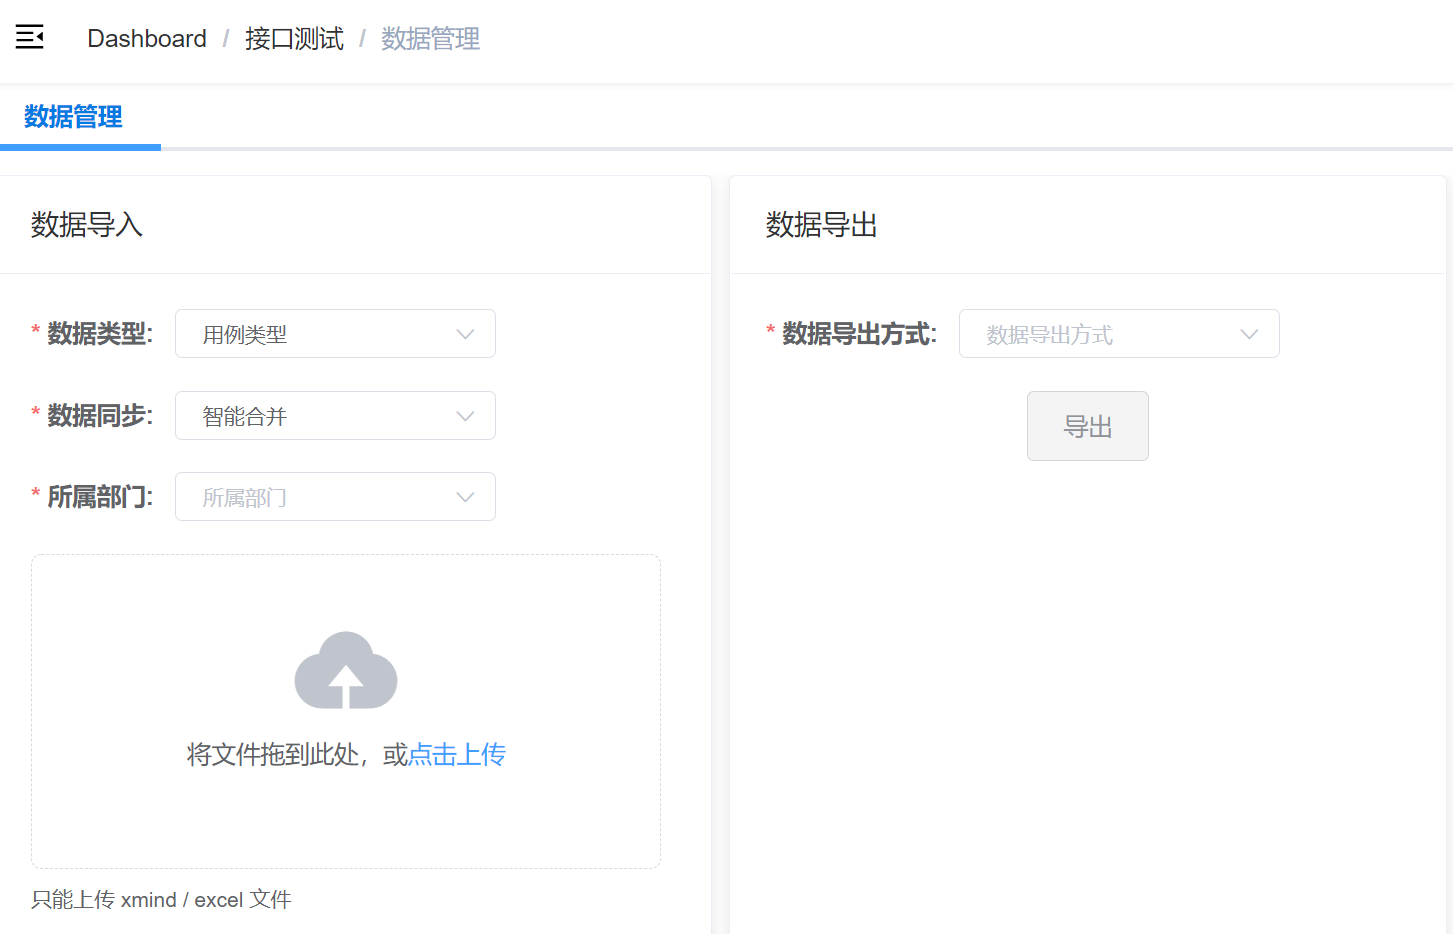 Dashboard / 接口测试 / 数据管理
数据管理
数据导入
* 数据类型: 用例类型
* 数据同步: 智能合并
* 所属部门: 所属部门
将文件拖到此处，或点击上传
只能上传 xmind / excel 文件
数据导出
* 数据导出方式: 数据导出方式
导出